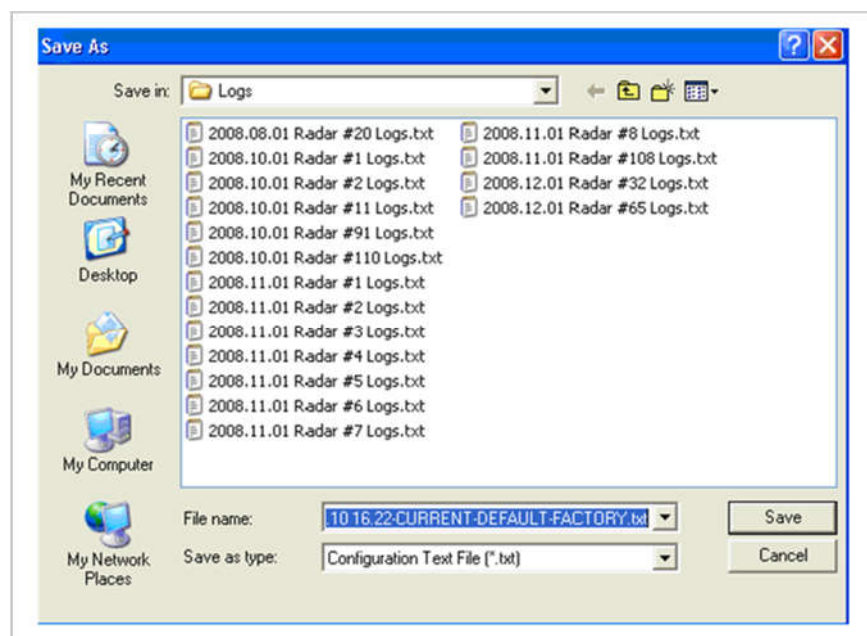 Save As
Save in:
Logs
My Recent
Documents
Desktop
My Documents
My Computer
My Network
Places
2008.08.01 Radar #20 Logs.txt
2008.10.01 Radar #1 Logs.txt
2008.10.01 Radar #2 Logs.txt
2008.10.01 Radar #11 Logs.txt
2008.10.01 Radar #91 Logs.txt
2008.10.01 Radar #110 Logs.txt
2008.11.01 Radar #1 Logs.txt
2008.11.01 Radar #2 Logs.txt
2008.11.01 Radar #3 Logs.txt
2008.11.01 Radar #4 Logs.txt
2008.11.01 Radar #5 Logs.txt
2008.11.01 Radar #6 Logs.txt
2008.11.01 Radar #7 Logs.txt
2008.11.01 Radar #8 Logs.txt
2008.11.01 Radar #108 Logs.txt
2008.12.01 Radar #32 Logs.txt
2008.12.01 Radar #65 Logs.txt
File name:
.10 16.22-CURRENT-DEFAULT-FACTORY.txt
Save
Save as type:
Configuration Text File (*.txt)
Cancel